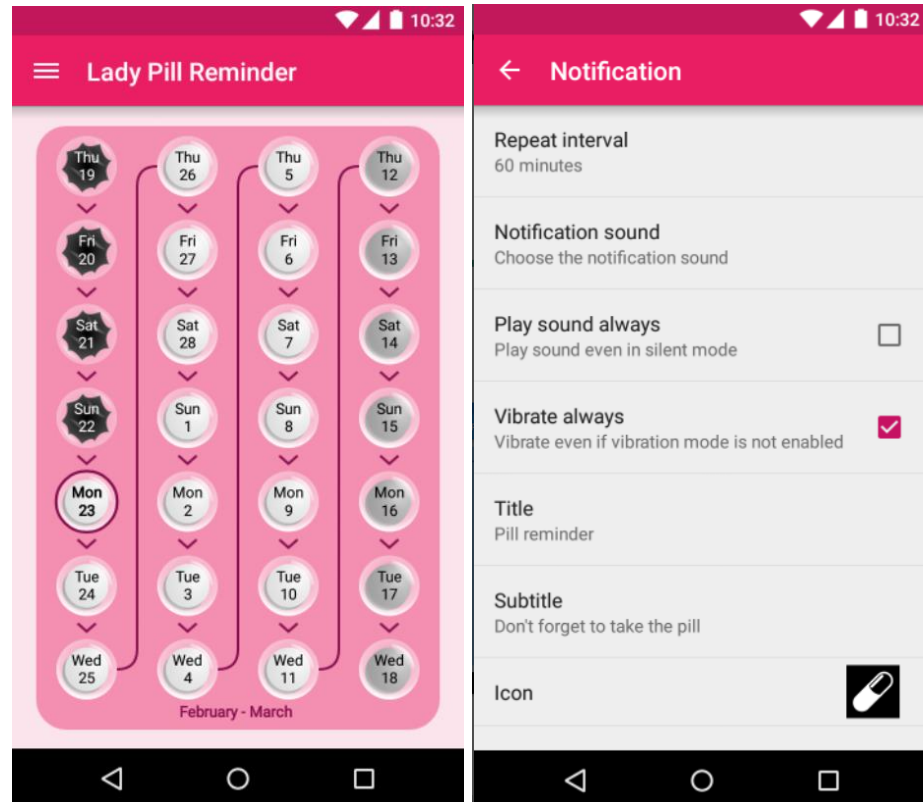 10:32
Lady Pill Reminder
Thu Thu Thu Thu
19 26 5 12
Fri Fri Fri Fri
20 27 6 13
Sat Sat Sat Sat
21 28 7 14
Sun Sun Sun Sun
22 1 8 15
Mon Mon Mon Mon
23 2 9 16
Tue Tue Tue Tue
24 3 10 17
Wed Wed Wed Wed
25 4 11 18
February - March
10:32
Notification
Repeat interval
60 minutes
Notification sound
Choose the notification sound
Play sound always
Play sound even in silent mode
Vibrate always
Vibrate even if vibration mode is not enabled
Title
Pill reminder
Subtitle
Don't forget to take the pill
Icon